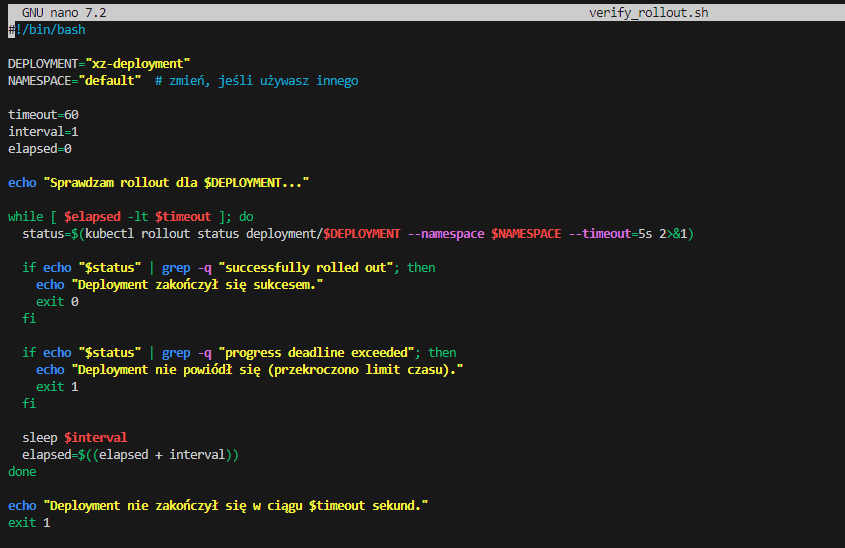 GNU nano 7.2 verify_rollout.sh
#!/bin/bash
DEPLOYMENT="xz-deployment"
NAMESPACE="default"  # zmień, jeśli używasz innego
timeout=60
interval=1
elapsed=0
echo "Sprawdzam rollout dla $DEPLOYMENT..."
while [ $elapsed -lt $timeout ]; do
  status=$(kubectl rollout status deployment/$DEPLOYMENT --namespace $NAMESPACE --timeout=5s 2>&1)
  if echo "$status" | grep -q "successfully rolled out"; then
    echo "Deployment zakończył się sukcesem."
    exit 0
  fi
  if echo "$status" | grep -q "progress deadline exceeded"; then
    echo "Deployment nie powiódł się (przekroczono limit czasu)."
    exit 1
  fi
  sleep $interval
  elapsed=$((elapsed + interval))
done
echo "Deployment nie zakończył się w ciągu $timeout sekund."
exit 1